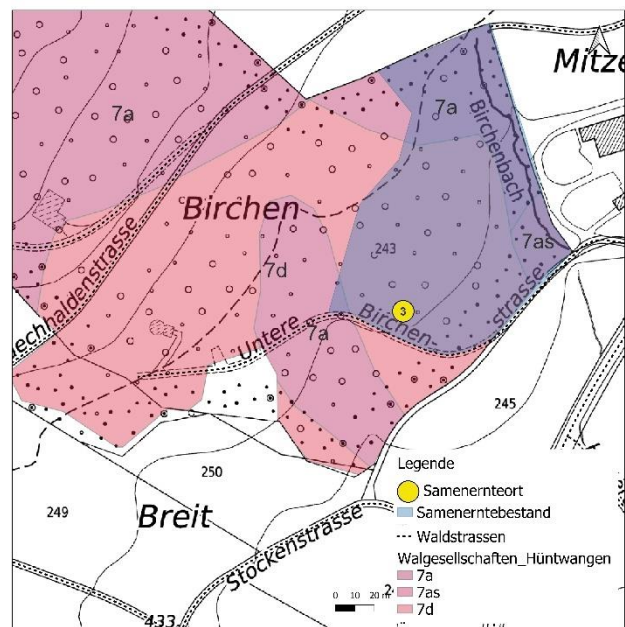 Mitze
7a
7a
Birchenbach
Birchen
243
7as
7d
echhaldenstrasse
3
Untere
Birchen-
strasse
7a
245
250
249
Breit
Stockenstrasse
433
0 10 20 m
Legende
Samenernteort
Samenerntebestand
Waldstrassen
Walgesellschaften_Hüntwangen
7a
7as
7d